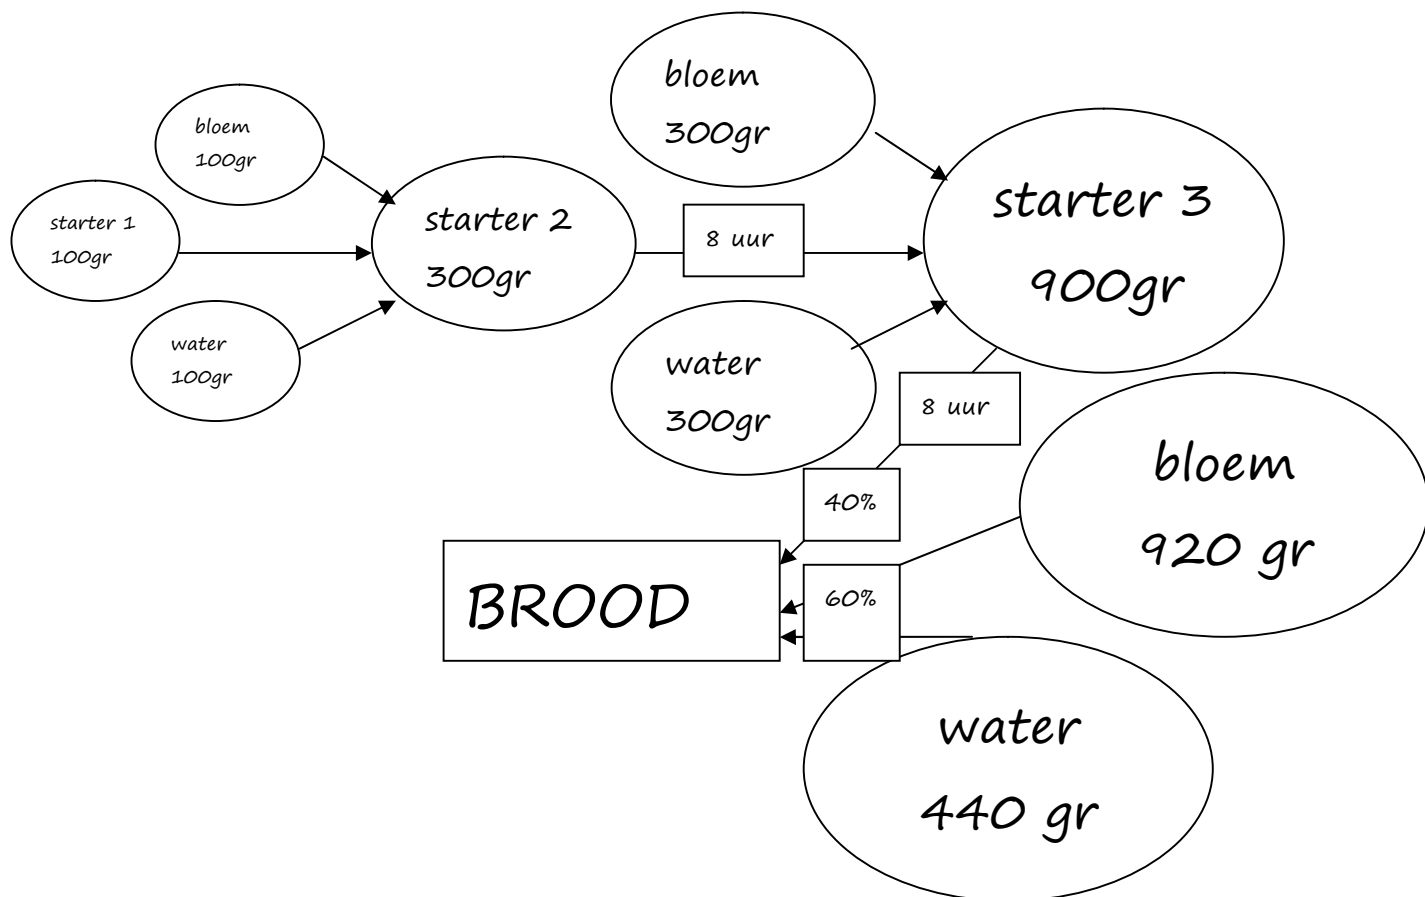 bloem
100gr
starter 1
100gr
water
100gr
starter 2
300gr
bloem
300gr
8 uur
water
300gr
starter 3
900gr
8 uur
40%
bloem
920 gr
BROOD
60%
water
440 gr